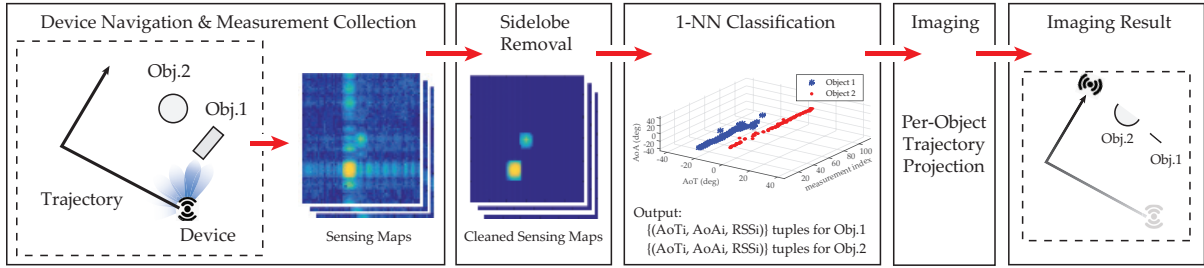 Device Navigation & Measurement Collection
Obj.2
Obj.1
Trajectory
Device
Sensing Maps
Sidelobe
Removal
Cleaned Sensing Maps
1-NN Classification
Object 1
Object 2
AoA (deg)
40
20
0
-20
-40
-40
-20
0
20
40
AoT (deg)
20
40
60
80
100
measurement index
Output:
{(AoTi, AoAi, RSSi)} tuples for Obj.1
{(AoTi, AoAi, RSSi)} tuples for Obj.2
Imaging
Per-Object
Trajectory
Projection
Imaging Result
Obj.2
Obj.1